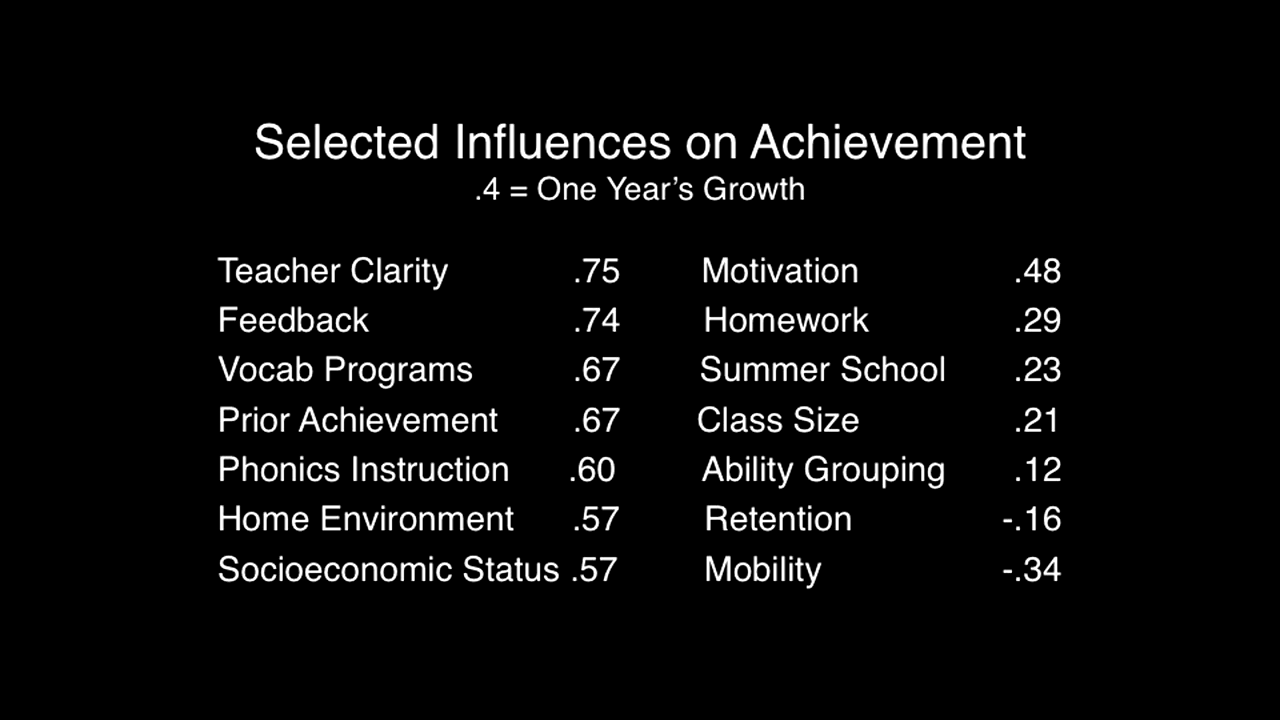 Selected Influences on Achievement
.4 = One Year’s Growth
Teacher Clarity .75 Motivation .48
Feedback .74 Homework .29
Vocab Programs .67 Summer School .23
Prior Achievement .67 Class Size .21
Phonics Instruction .60 Ability Grouping .12
Home Environment .57 Retention -.16
Socioeconomic Status .57 Mobility -.34